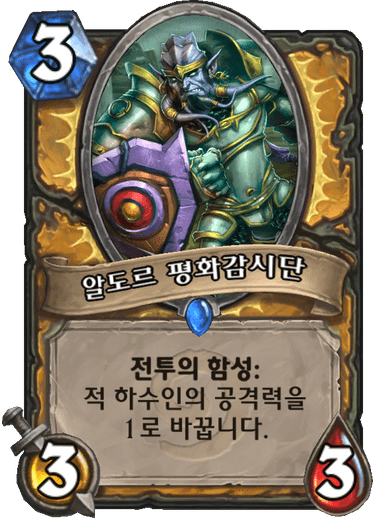 3
알도르 평화감시단
전투의 함성:
적 하수인의 공격력을
1로 바꿉니다.
3
3